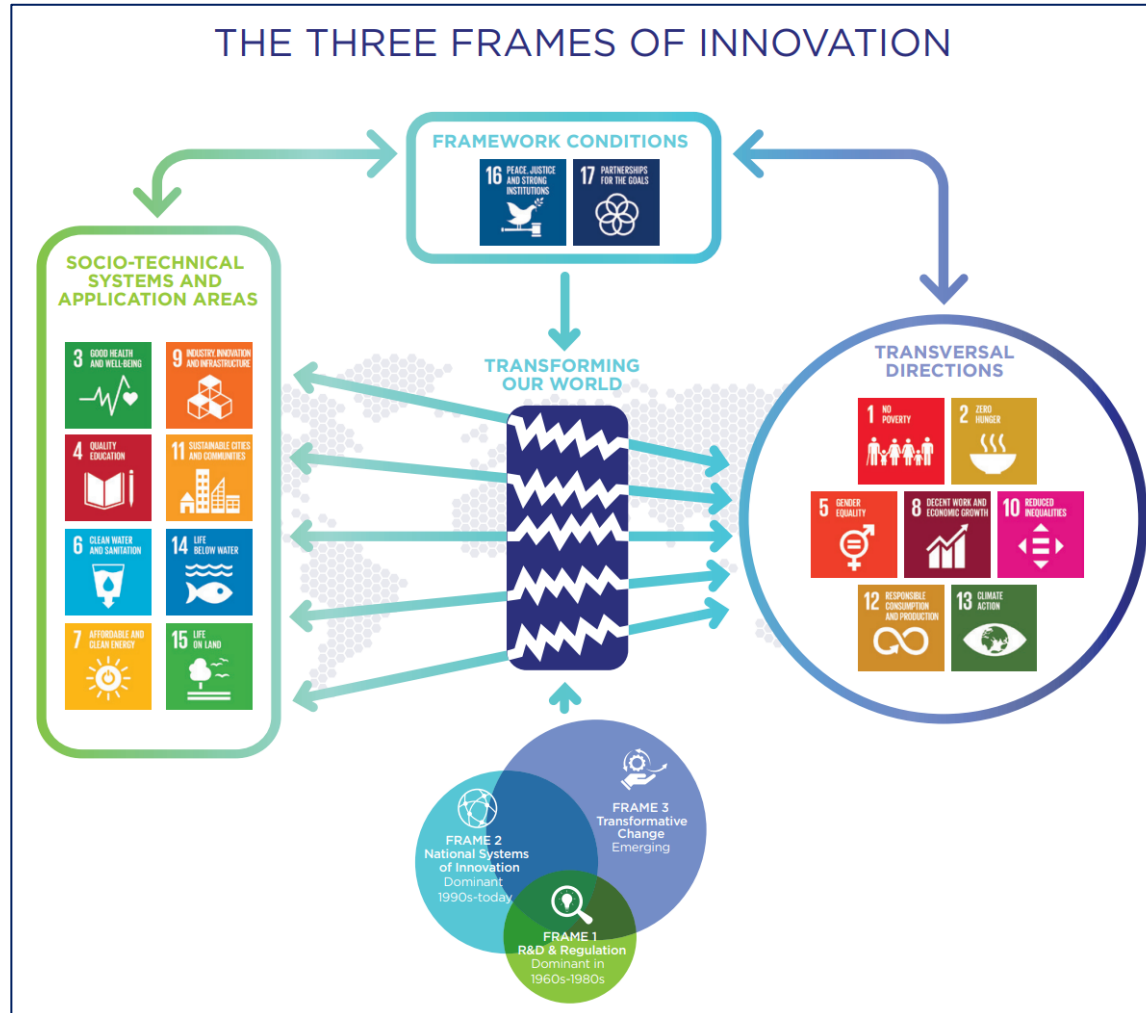 THE THREE FRAMES OF INNOVATION
FRAMEWORK CONDITIONS
16 PEACE, JUSTICE
AND STRONG
INSTITUTIONS
17 PARTNERSHIPS
FOR THE GOALS
SOCIO-TECHNICAL
SYSTEMS AND
APPLICATION AREAS
3 GOOD HEALTH
AND WELL-BEING
9 INDUSTRY, INNOVATION
AND INFRASTRUCTURE
4 QUALITY
EDUCATION
11 SUSTAINABLE CITIES
AND COMMUNITIES
6 CLEAN WATER
AND SANITATION
14 LIFE
BELOW WATER
7 AFFORDABLE AND
CLEAN ENERGY
15 LIFE
ON LAND
TRANSFORMING
OUR WORLD
TRANSVERSAL
DIRECTIONS
1 NO
POVERTY
2 ZERO
HUNGER
5 GENDER
EQUALITY
8 DECENT WORK AND
ECONOMIC GROWTH
10 REDUCED
INEQUALITIES
12 RESPONSIBLE
CONSUMPTION
AND PRODUCTION
13 CLIMATE
ACTION
FRAME 2
National Systems
of Innovation
Dominant
1990s-today
FRAME 3
Transformative
Change
Emerging
FRAME 1
R&D & Regulation
Dominant in
1960s-1980s